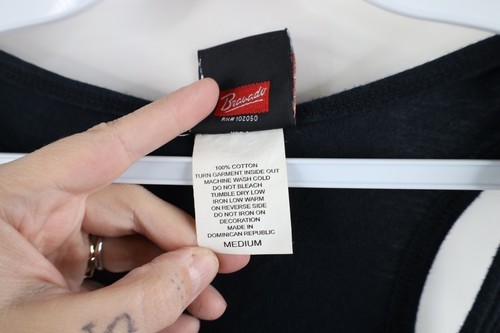 Bravado
RN# 102050
100% COTTON
TURN GARMENT INSIDE OUT
MACHINE WASH COLD
DO NOT BLEACH
TUMBLE DRY LOW
IRON LOW WARM
ON REVERSE SIDE
DO NOT IRON ON
DECORATION
MADE IN
DOMINICAN REPUBLIC
MEDIUM